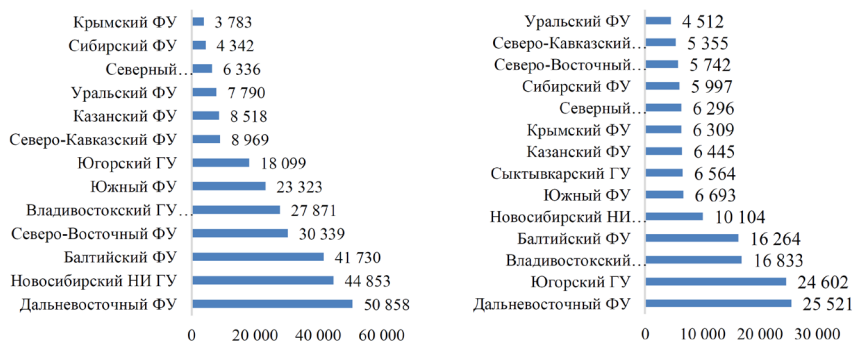 Крымский ФУ 3 783
Сибирский ФУ 4 342
Северный… 6 336
Уральский ФУ 7 790
Казанский ФУ 8 518
Северо-Кавказский ФУ 8 969
Югорский ГУ 18 099
Южный ФУ 23 323
Владивостокский ГУ… 27 871
Северо-Восточный ФУ 30 339
Балтийский ФУ 41 730
Новосибирский НИ ГУ 44 853
Дальневосточный ФУ 50 858
0 20 000 40 000 60 000
Уральский ФУ 4 512
Северо-Кавказский… 5 355
Северо-Восточный… 5 742
Сибирский ФУ 5 997
Северный… 6 296
Крымский ФУ 6 309
Казанский ФУ 6 445
Сыктывкарский ГУ 6 564
Южный ФУ 6 693
Новосибирский НИ… 10 104
Балтийский ФУ 16 264
Владивостокский… 16 833
Югорский ГУ 24 602
Дальневосточный ФУ 25 521
0 10 000 20 000 30 000